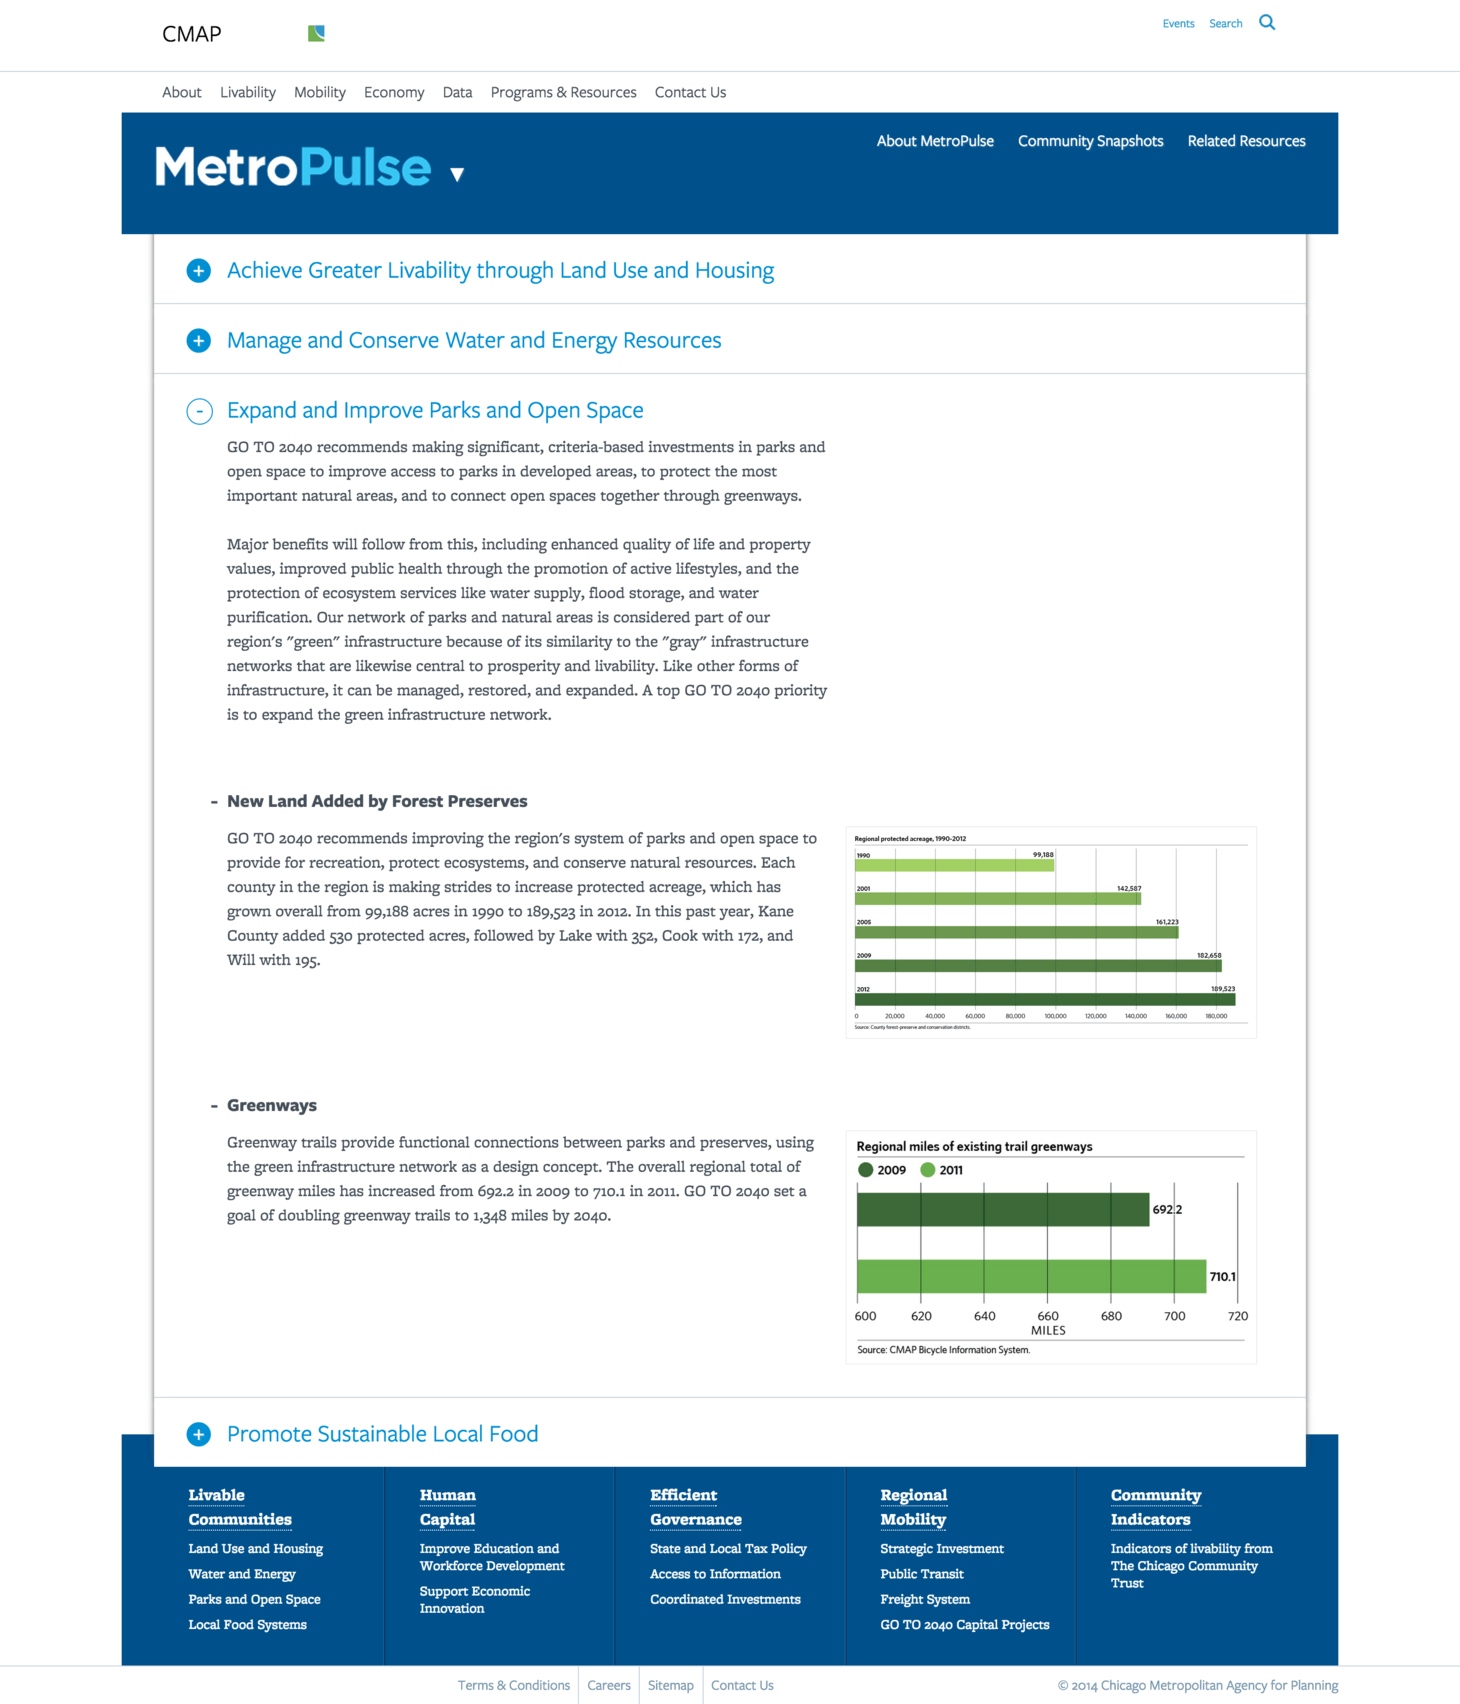 CMAP
Events Search
About Livability Mobility Economy Data Programs & Resources Contact Us
MetroPulse ▼
About MetroPulse Community Snapshots Related Resources
+ Achieve Greater Livability through Land Use and Housing
+ Manage and Conserve Water and Energy Resources
- Expand and Improve Parks and Open Space
GO TO 2040 recommends making significant, criteria-based investments in parks and
open space to improve access to parks in developed areas, to protect the most
important natural areas, and to connect open spaces together through greenways.
Major benefits will follow from this, including enhanced quality of life and property
values, improved public health through the promotion of active lifestyles, and the
protection of ecosystem services like water supply, flood storage, and water
purification. Our network of parks and natural areas is considered part of our
region's "green" infrastructure because of its similarity to the "gray" infrastructure
networks that are likewise central to prosperity and livability. Like other forms of
infrastructure, it can be managed, restored, and expanded. A top GO TO 2040 priority
is to expand the green infrastructure network.
- New Land Added by Forest Preserves
GO TO 2040 recommends improving the region's system of parks and open space to
provide for recreation, protect ecosystems, and conserve natural resources. Each
county in the region is making strides to increase protected acreage, which has
grown overall from 99,188 acres in 1990 to 189,523 in 2012. In this past year, Kane
County added 530 protected acres, followed by Lake with 352, Cook with 172, and
Will with 195.
Regional protected acreage, 1990-2012
1990 99,188
2001 142,587
2005 161,223
2009 182,658
2012 189,523
0 20,000 40,000 60,000 80,000 100,000 120,000 140,000 160,000 180,000
Source: County forest-preserve and conservation districts.
- Greenways
Greenway trails provide functional connections between parks and preserves, using
the green infrastructure network as a design concept. The overall regional total of
greenway miles has increased from 692.2 in 2009 to 710.1 in 2011. GO TO 2040 set a
goal of doubling greenway trails to 1,348 miles by 2040.
Regional miles of existing trail greenways
2009 2011
692.2
710.1
600 620 640 660 680 700 720
MILES
Source: CMAP Bicycle Information System.
+ Promote Sustainable Local Food
Livable
Communities
Land Use and Housing
Water and Energy
Parks and Open Space
Local Food Systems
Human
Capital
Improve Education and
Workforce Development
Support Economic
Innovation
Efficient
Governance
State and Local Tax Policy
Access to Information
Coordinated Investments
Regional
Mobility
Strategic Investment
Public Transit
Freight System
GO TO 2040 Capital Projects
Community
Indicators
Indicators of livability from
The Chicago Community
Trust
Terms & Conditions Careers Sitemap Contact Us
© 2014 Chicago Metropolitan Agency for Planning